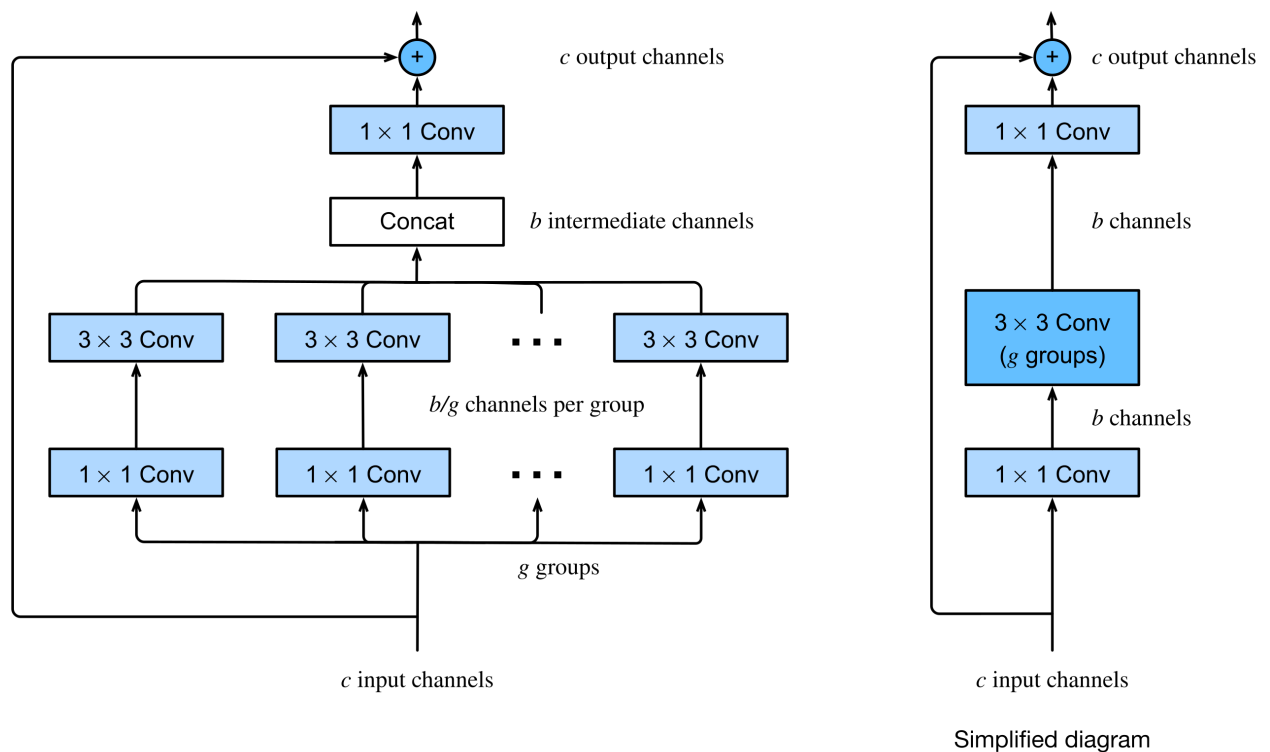 +
c output channels
1 × 1 Conv
Concat
b intermediate channels
3 × 3 Conv
3 × 3 Conv
...
3 × 3 Conv
b/g channels per group
1 × 1 Conv
1 × 1 Conv
...
1 × 1 Conv
g groups
c input channels
+
c output channels
1 × 1 Conv
b channels
3 × 3 Conv
(g groups)
b channels
1 × 1 Conv
c input channels
Simplified diagram